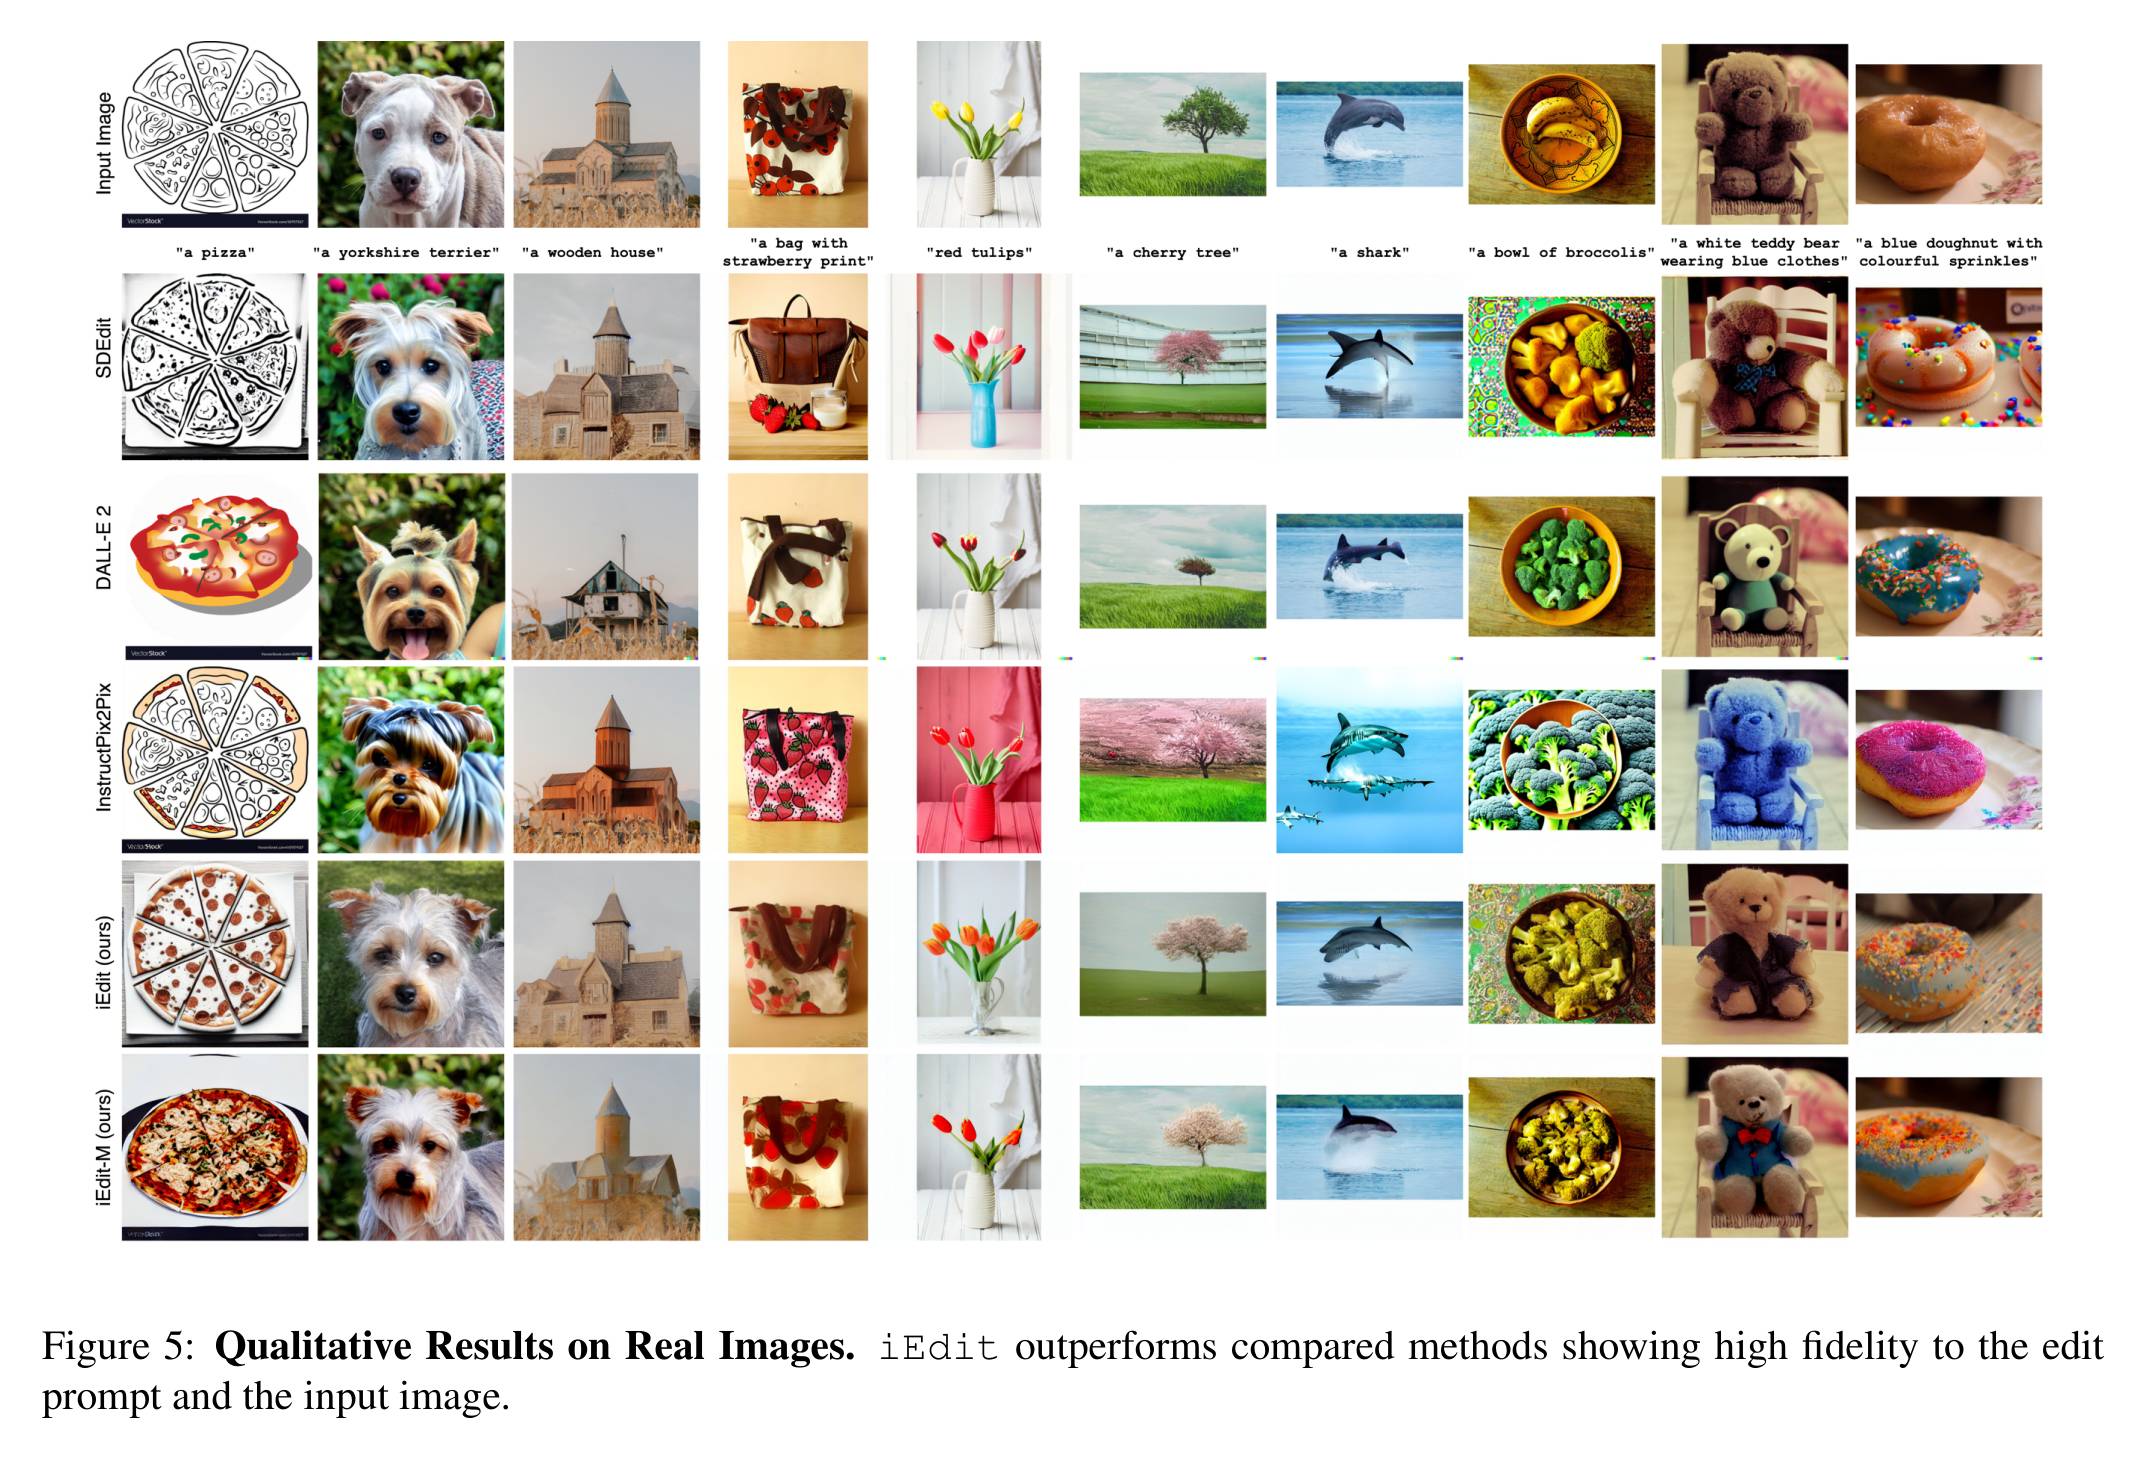 Input Image
VectorStock®
"a pizza"
"a yorkshire terrier"
"a wooden house"
"a bag with
strawberry print"
"red tulips"
"a cherry tree"
"a shark"
"a bowl of broccolis"
"a white teddy bear
wearing blue clothes"
"a blue doughnut with
colourful sprinkles"
SDEdit
DALL-E 2
VectorStock®
InstructPix2Pix
VectorStock®
iEdit (ours)
iEdit-M (ours)
Figure 5: Qualitative Results on Real Images. iEdit outperforms compared methods showing high fidelity to the edit
prompt and the input image.